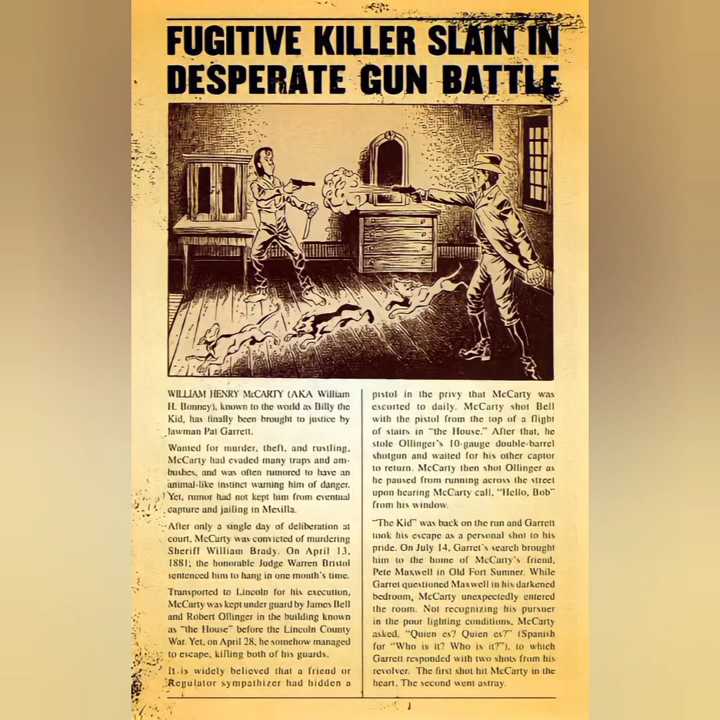 FUGITIVE KILLER SLAIN IN
DESPERATE GUN BATTLE
WILLIAM HENRY McCARTY (AKA William
H. Bonney), known to the world as Billy the
Kid, has finally been brought to justice by
lawman Pat Garrett.
Wanted for murder, theft, and rustling,
McCarty had evaded many traps and am-
bushes, and was often rumored to have an
animal-like instinct warning him of danger.
Yet, rumor had not kept him from eventual
capture and jailing in Mesilla.
After only a single day of deliberation at
court, McCarty was convicted of murdering
Sheriff William Brady. On April 13,
1881; the honorable Judge Warren Bristol
sentenced him to hang in one month's time.
Transported to Lincoln for his execution,
McCarty was kept under guard by James Bell
and Robert Ollinger in the building known
as "the House" before the Lincoln County
War. Yet, on April 28, he somehow managed
to escape, killing both of his guards.
It is widely believed that a friend or
Regulator sympathizer had hidden a
pistol in the privy that McCarty was
escorted to daily. McCarty shot Bell
with the pistol from the top of a flight
of stairs in "the House." After that, he
stole Ollinger's 10-gauge double-barrel
shotgun and waited for his other captor
to return. McCarty then shot Ollinger as
he paused from running across the street
upon hearing McCarty call, "Hello, Bob"
from his window.
"The Kid" was back on the run and Garrett
took his escape as a personal shot to his
pride. On July 14, Garret's search brought
him to the home of McCarty's friend,
Pete Maxwell in Old Fort Sumner. While
Garret questioned Maxwell in his darkened
bedroom, McCarty unexpectedly entered
the room. Not recognizing his pursuer
in the poor lighting conditions, McCarty
asked, "Quien es? Quien es?" (Spanish
for "Who is it? Who is it?"), to which
Garrett responded with two shots from his
revolver. The first shot hit McCarty in the
heart. The second went astray.